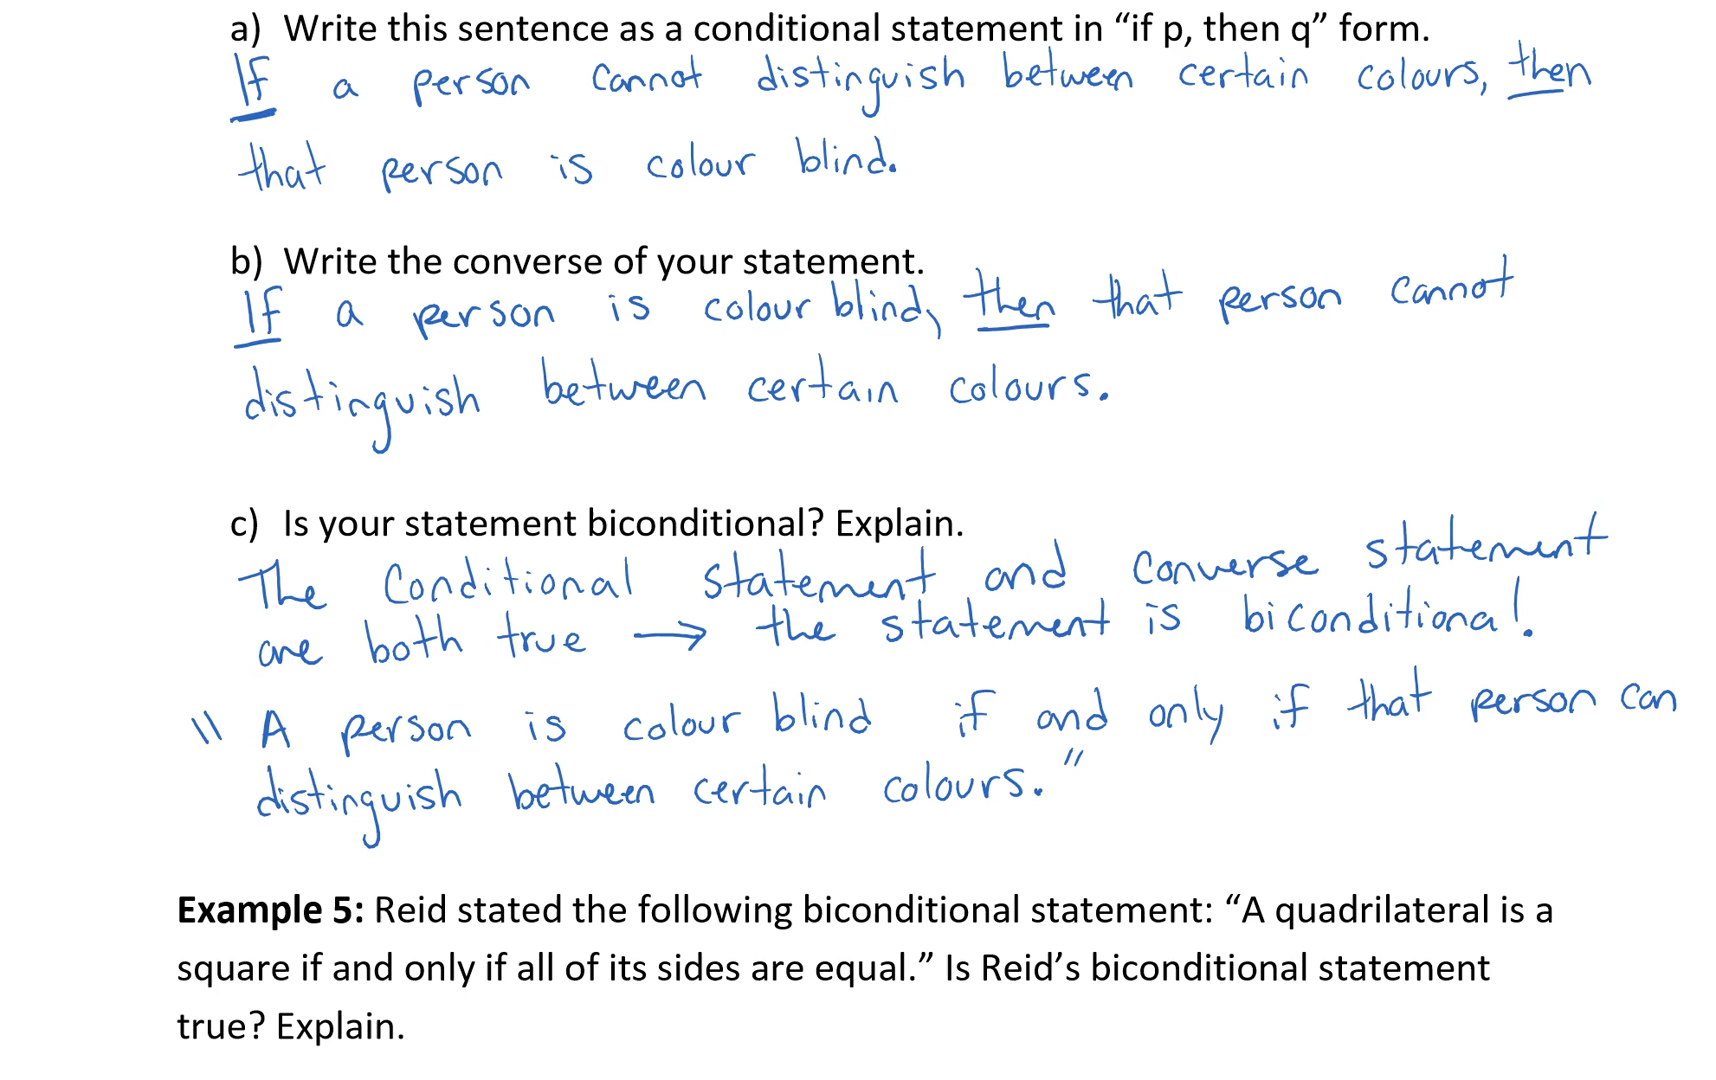 a) Write this sentence as a conditional statement in “if p, then q” form.
If a person cannot distinguish between certain colours, then
that person is colour blind.
b) Write the converse of your statement.
If a person is colour blind, then that person cannot
distinguish between certain colours.
c) Is your statement biconditional? Explain.
The conditional statement and converse statement
are both true → the statement is biconditional.
"A person is colour blind if and only if that person can
distinguish between certain colours."
Example 5: Reid stated the following biconditional statement: “A quadrilateral is a
square if and only if all of its sides are equal.” Is Reid’s biconditional statement
true? Explain.